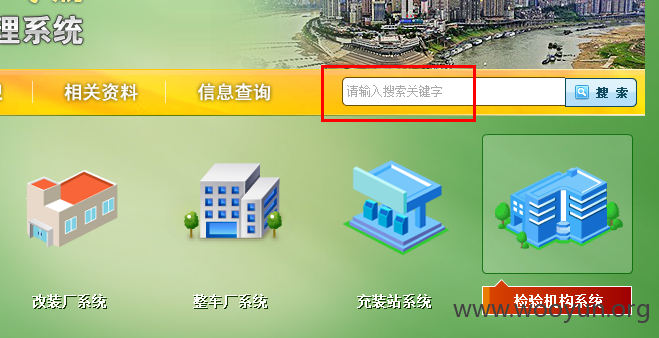 理系统
相关资料
信息查询
请输入搜索关键字
搜 索
改装厂系统
整车厂系统
充装站系统
检验机构系统
www.wooyun.org